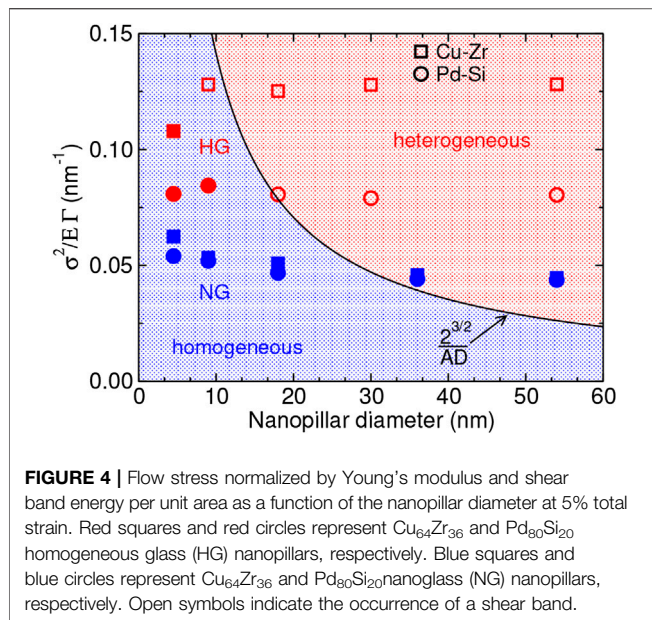 0.15
0.10
0.05
0.00
σ²/E Γ (nm⁻¹)
□ Cu-Zr
○ Pd-Si
HG
heterogeneous
NG
homogeneous
2^{3/2}
AD
0 10 20 30 40 50 60
Nanopillar diameter (nm)
FIGURE 4 | Flow stress normalized by Young's modulus and shear
band energy per unit area as a function of the nanopillar diameter at 5% total
strain. Red squares and red circles represent Cu₆₄Zr₃₆ and Pd₈₀Si₂₀
homogeneous glass (HG) nanopillars, respectively. Blue squares and
blue circles represent Cu₆₄Zr₃₆ and Pd₈₀Si₂₀nanoglass (NG) nanopillars,
respectively. Open symbols indicate the occurrence of a shear band.